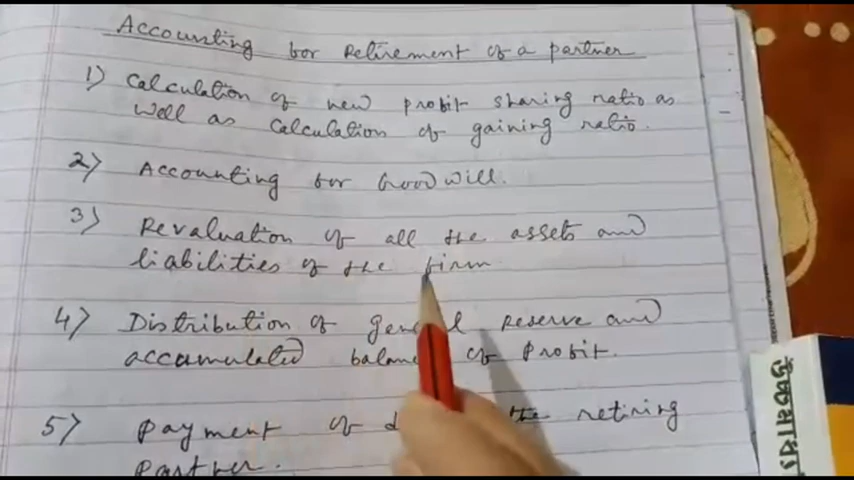 Accounting for Retirement of a partner
1) Calculation of new profit sharing ratio as
well as calculation of gaining ratio.
2) Accounting for Goodwill.
3) Revaluation of all the assets and
liabilities of the firm
4) Distribution of general reserve and
accumulated balance of profit.
5) Payment of the retiring
partner.